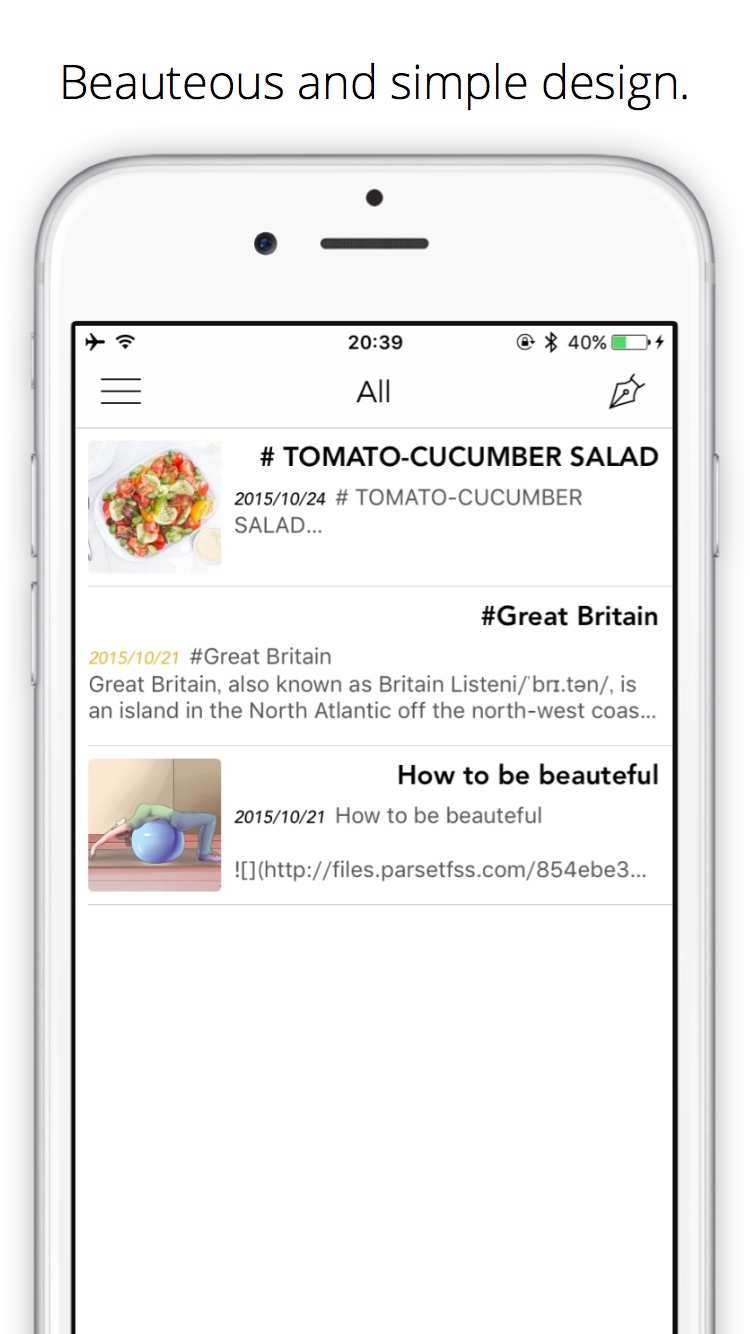 Beauteous and simple design.
20:39
40%
All
# TOMATO-CUCUMBER SALAD
2015/10/24 # TOMATO-CUCUMBER
SALAD...
#Great Britain
2015/10/21 #Great Britain
Great Britain, also known as Britain Listeni/ˈbrɪ.tən/, is
an island in the North Atlantic off the north-west coas...
How to be beauteful
2015/10/21 How to be beauteful
![](http://files.parsetfss.com/854ebe3...